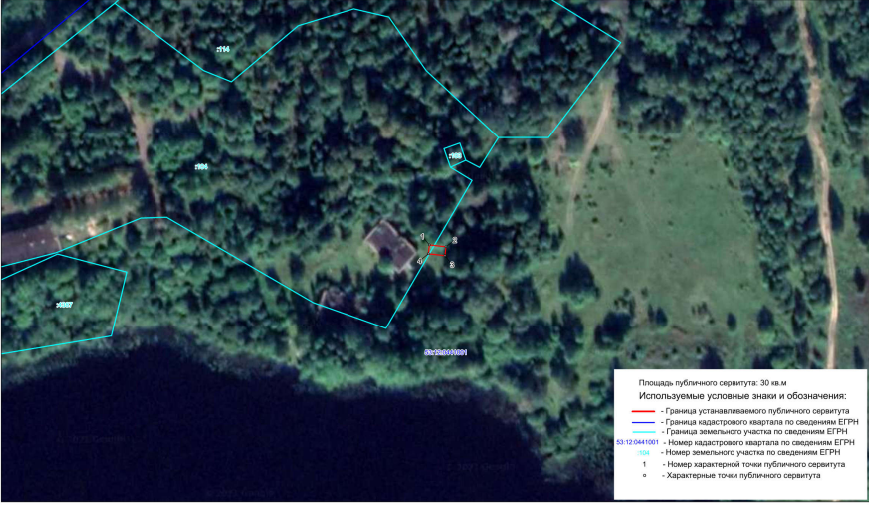 :114
:104
1
2
4
3
53:12:0441001
Площадь публичного сервитута: 30 кв.м
Используемые условные знаки и обозначения:
- Граница устанавливаемого публичного сервитута
- Граница кадастрового квартала по сведениям ЕГРН
- Граница земельного участка по сведениям ЕГРН
53:12:0441001 - Номер кадастрового квартала по сведениям ЕГРН
:104 - Номер земельного участка по сведениям ЕГРН
1 - Номер характерной точки публичного сервитута
- Характерные точки публичного сервитута